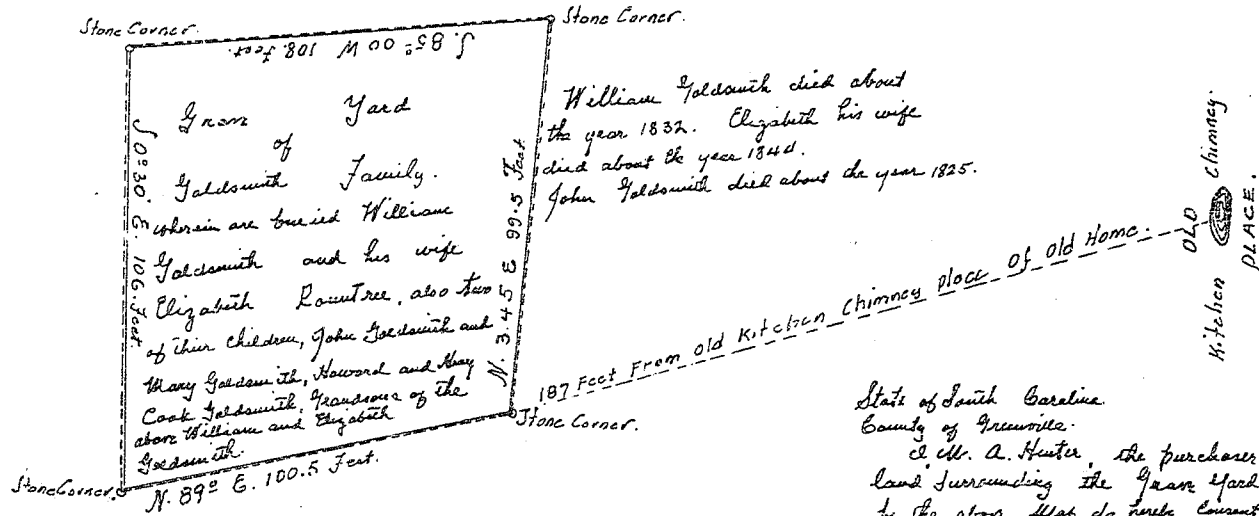 Stone Corner.
Stone Corner.
S. 85° 00 W 108. Feet.
Grave Yard
of
Goldsmith Family.
wherein are buried William
Goldsmith and his wife
Elizabeth Rountree, also two
of their children, John Goldsmith and
Mary Goldsmith, Howard and
Cook Goldsmith, Grandsons of the
above William and Elizabeth
Goldsmith.
S 0° 30' E. 106. Feet.
N. 3.45 E 99.5 Feet
William Goldsmith died about
the year 1832. Elizabeth his wife
died about the year 1844.
John Goldsmith died about the year 1825.
187 Feet From old Kitchen Chimney place of Old Home.
OLD
Kitchen Chimney.
PLACE.
Stone Corner.
Stone Corner.
N. 89° E. 100.5 Feet.
State of South Carolina
County of Greenville.
I, W. A. Hunter, the purchaser
land surrounding the Grave Yard
the above Map do hereby Consent